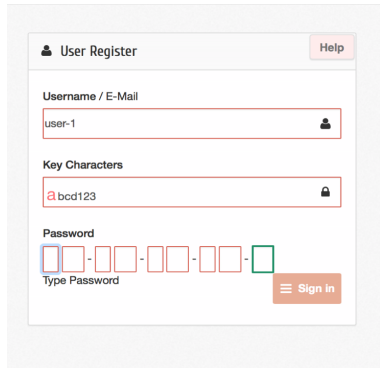 User Register
Help
Username / E-Mail
user-1
Key Characters
abcd123
Password
- - - -
Type Password
Sign in